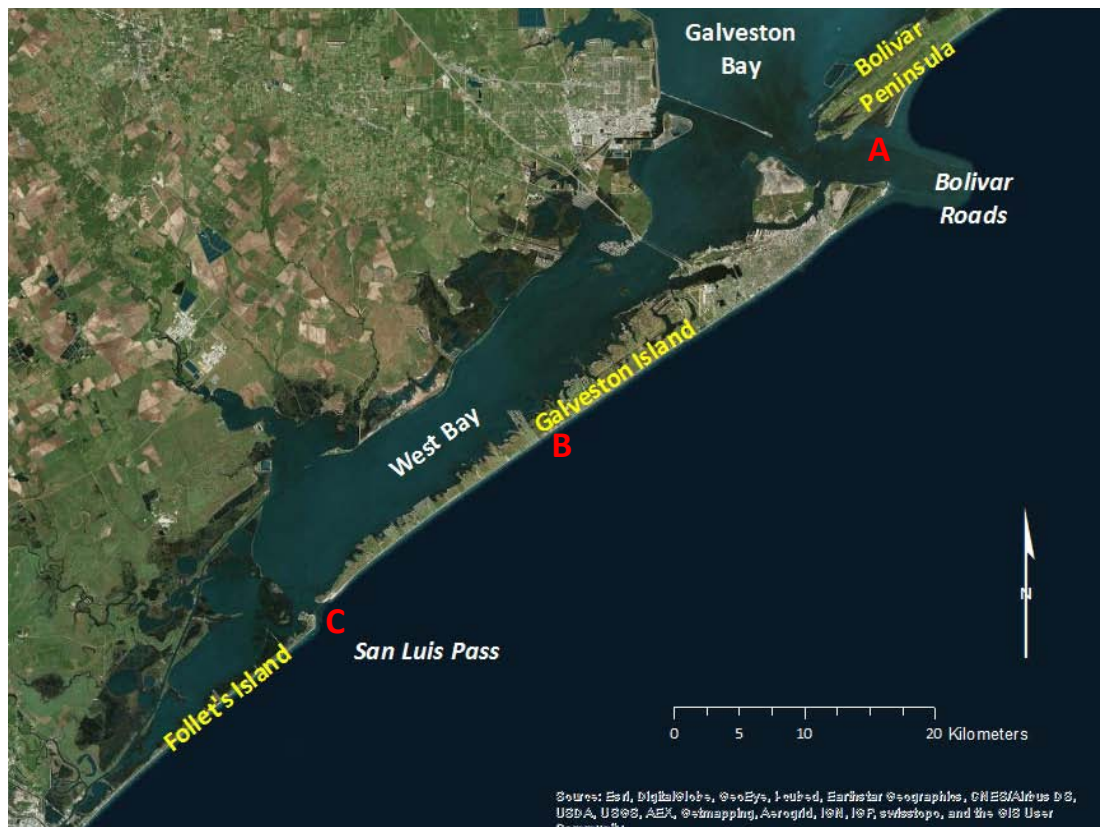 Galveston
Bay
Bolivar
Peninsula
A
Bolivar
Roads
Galveston Island
B
West Bay
C
San Luis Pass
Follet's Island
N
0 5 10 20 Kilometers
Source: Esri, DigitalGlobe, GeoEye, i-cubed, Earthstar Geographics, CNES/Airbus DS,
USDA, USGS, AEX, Getmapping, Aerogrid, IGN, IGP, swisstopo, and the GIS User
Community